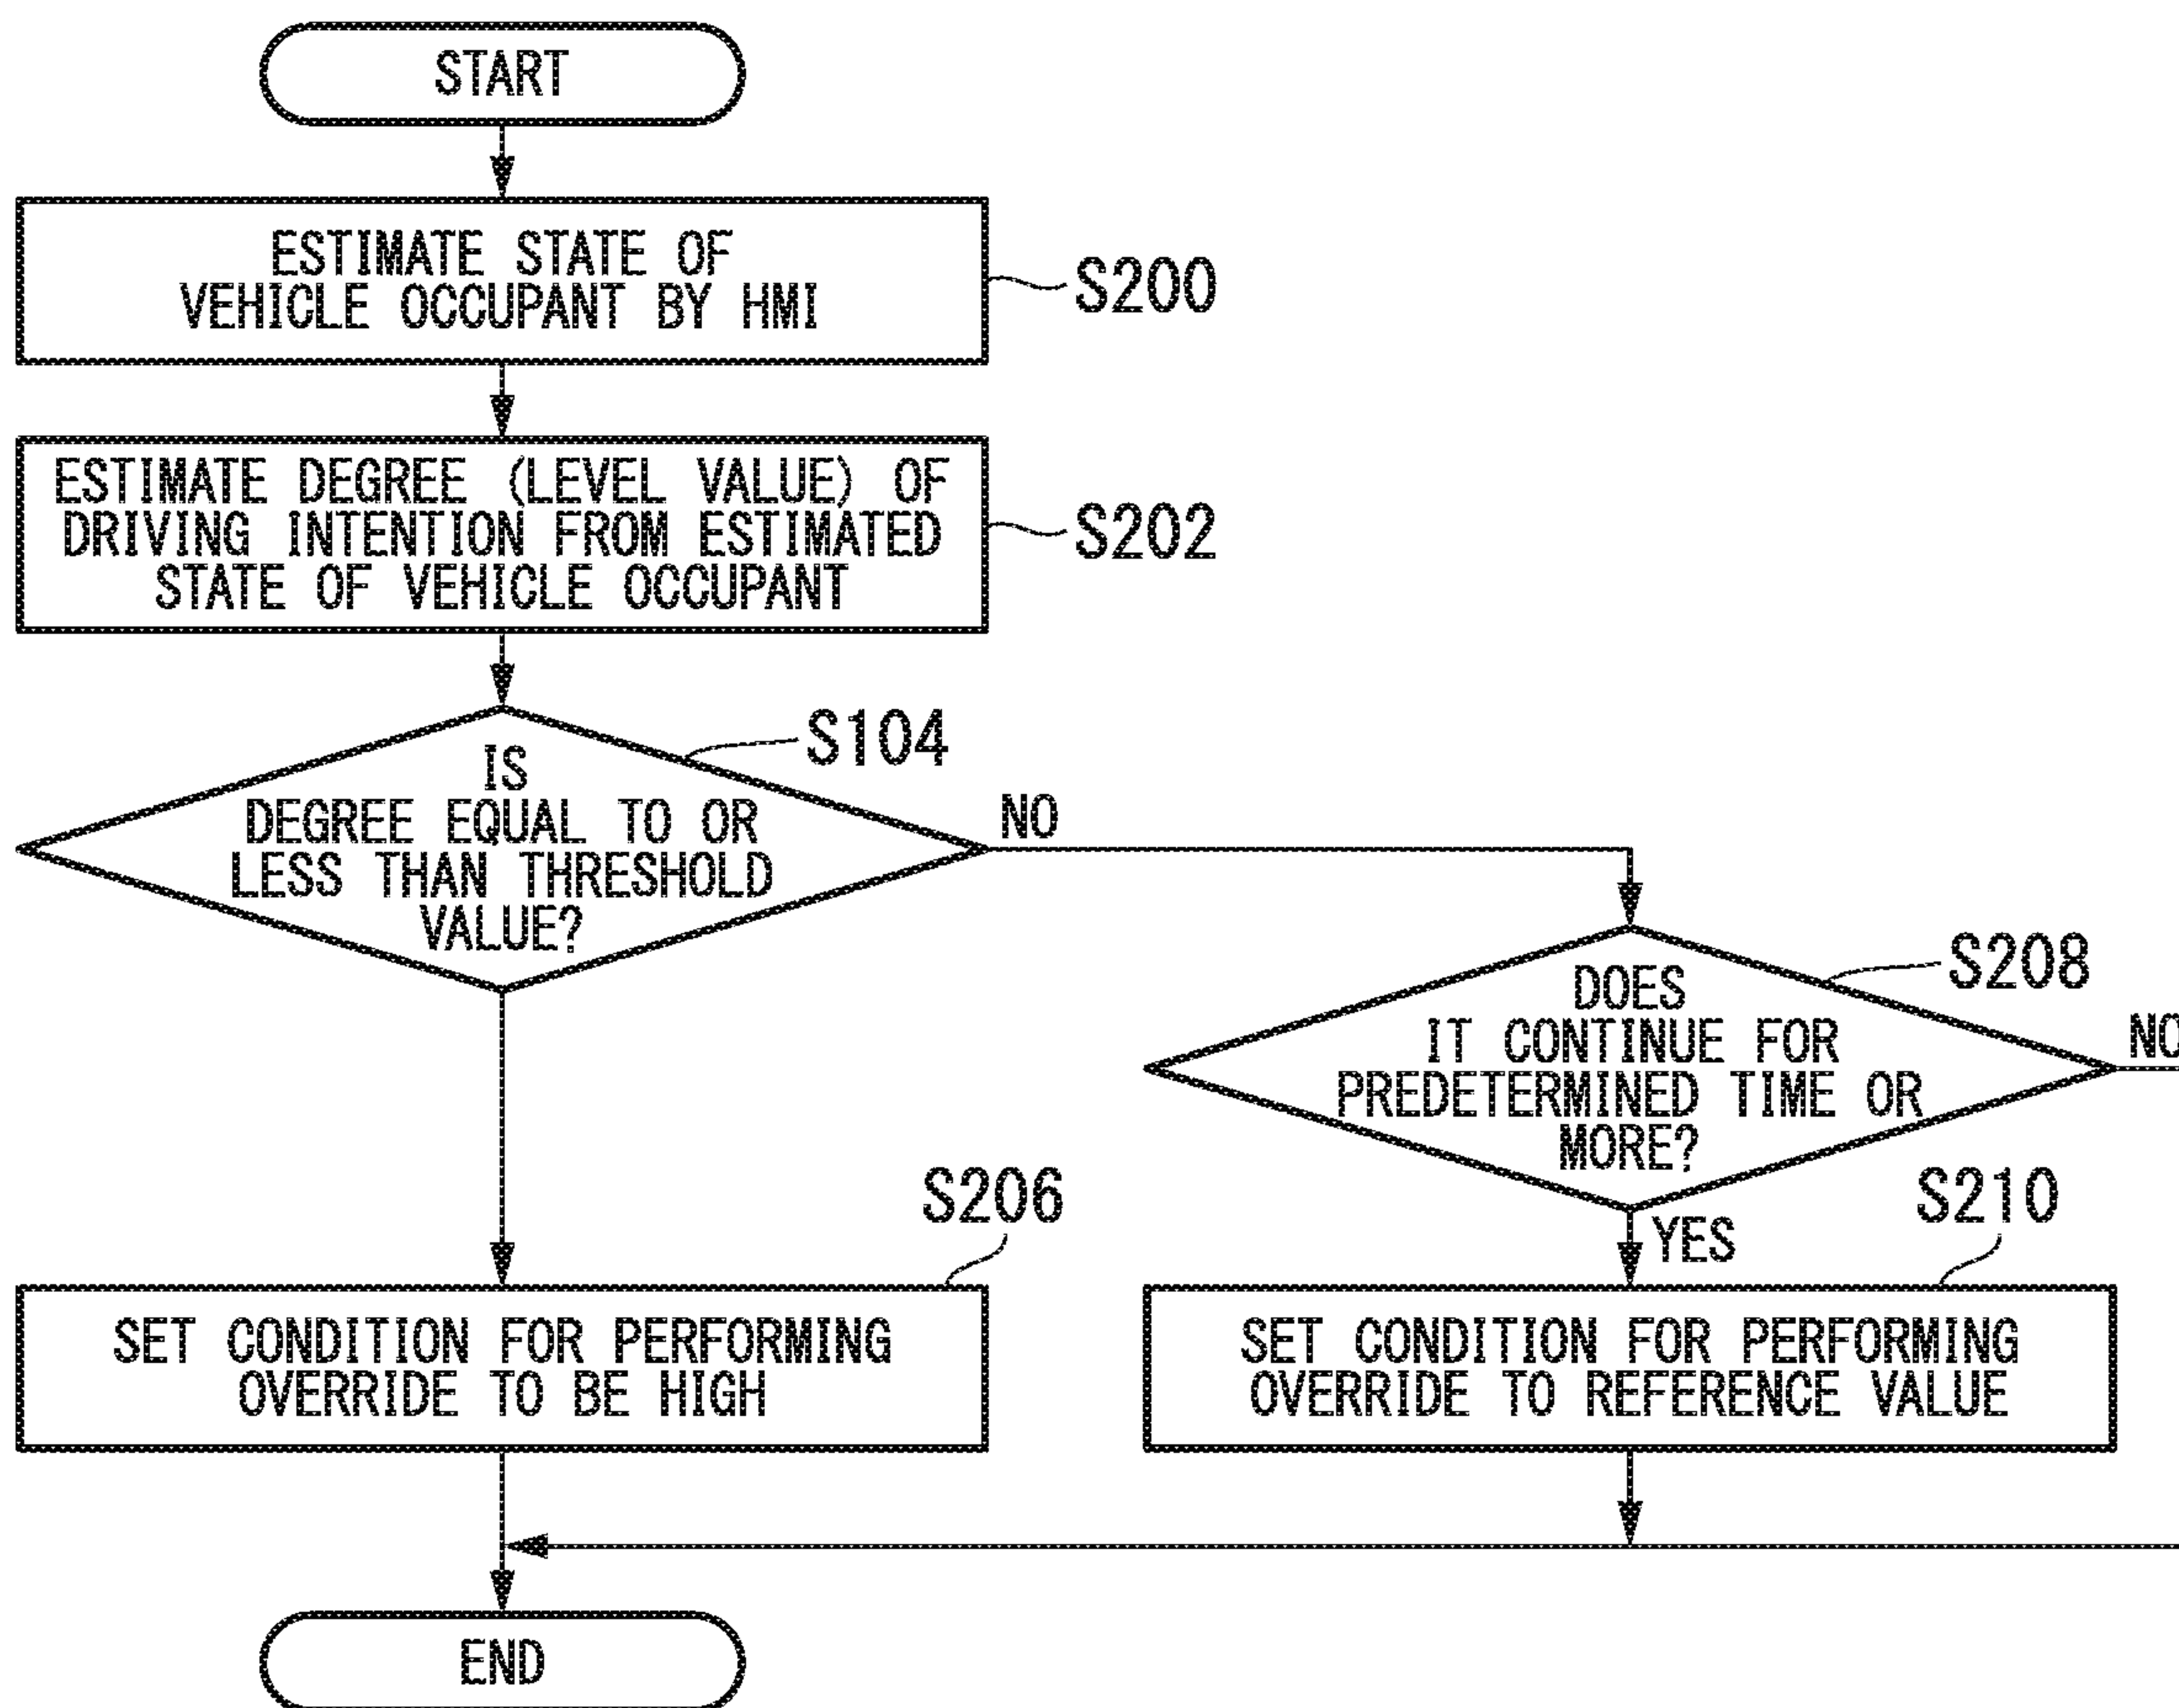 START
ESTIMATE STATE OF
VEHICLE OCCUPANT BY HMI
S200
ESTIMATE DEGREE (LEVEL VALUE) OF
DRIVING INTENTION FROM ESTIMATED
STATE OF VEHICLE OCCUPANT
S202
S104
IS
DEGREE EQUAL TO OR
LESS THAN THRESHOLD
VALUE?
NO
S208
DOES
IT CONTINUE FOR
PREDETERMINED TIME OR
MORE?
NO
YES
S206
SET CONDITION FOR PERFORMING
OVERRIDE TO BE HIGH
S210
SET CONDITION FOR PERFORMING
OVERRIDE TO REFERENCE VALUE
END